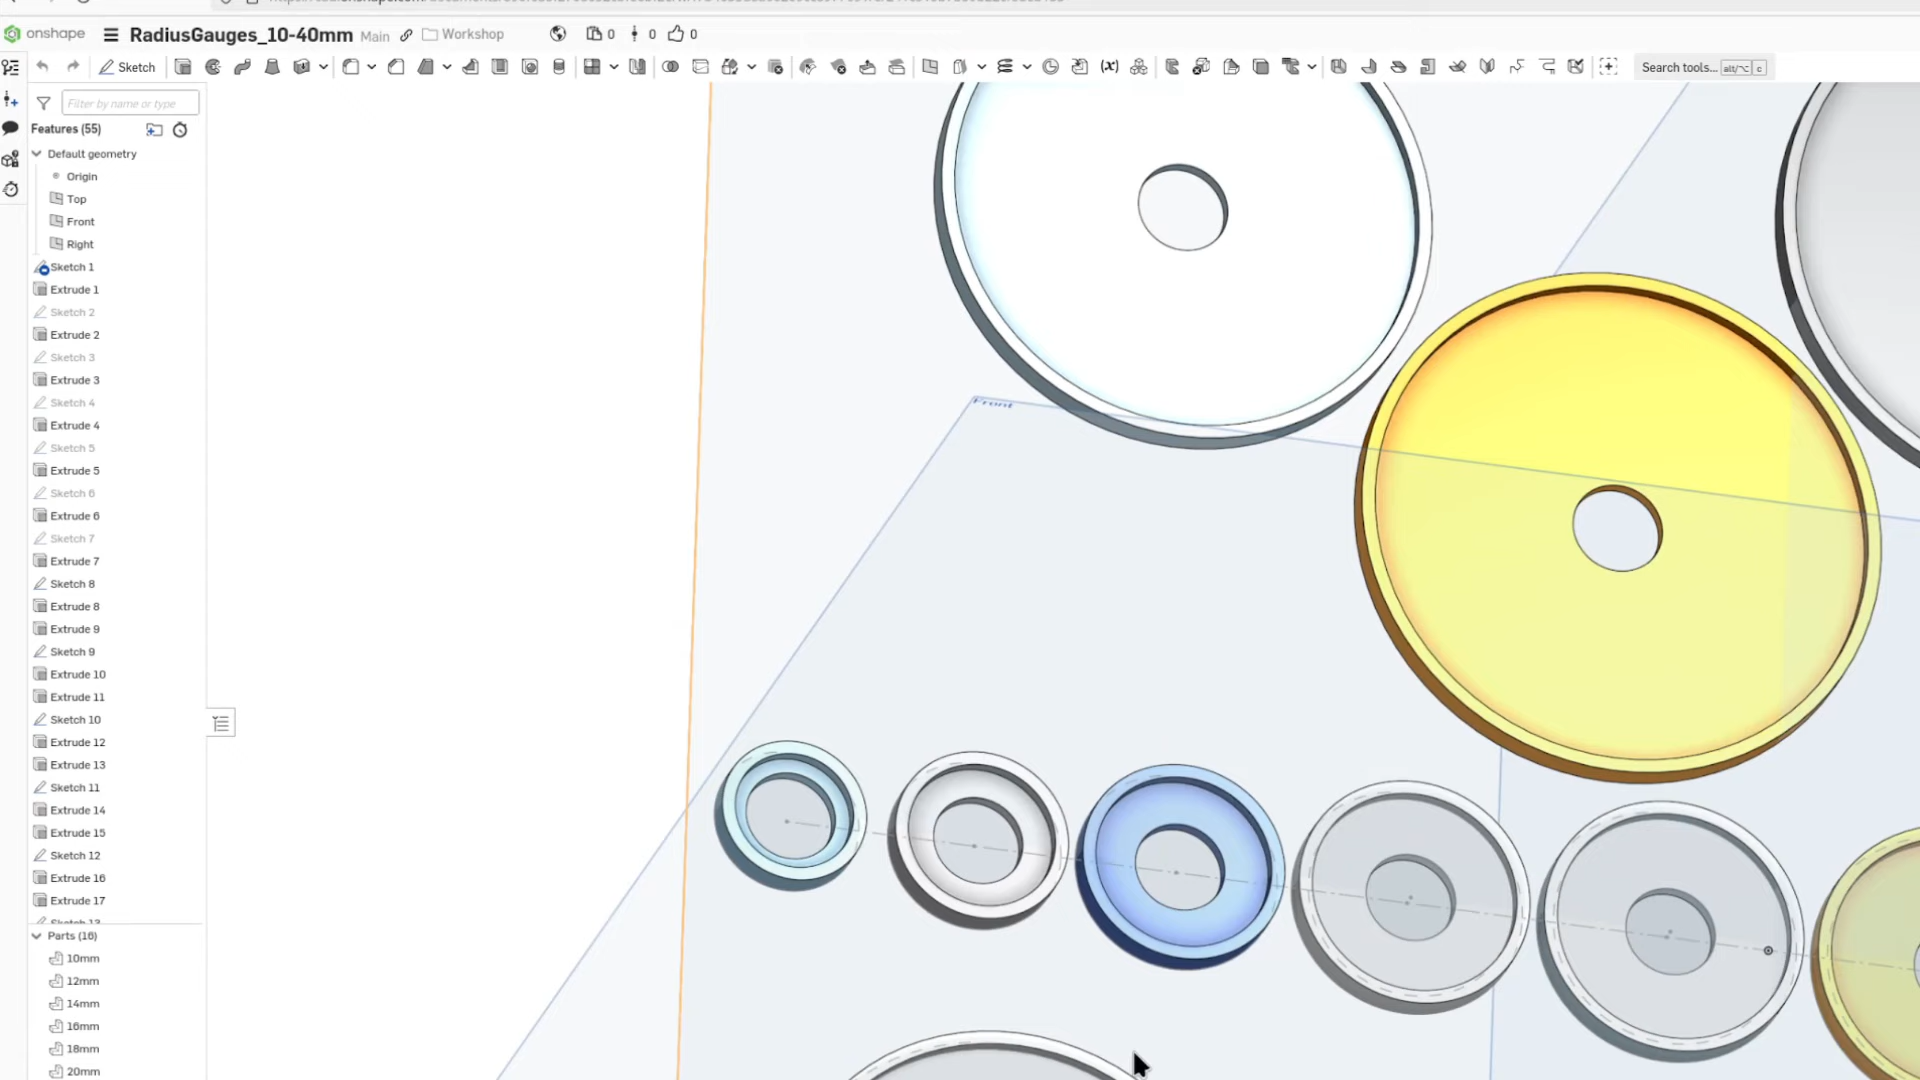 onshape
RadiusGauges_10-40mm Main Workshop 0 0 0
Sketch (x) Search tools... alt/⌥ c
Filter by name or type
Features (55)
Default geometry
Origin
Top
Front
Right
Sketch 1
Extrude 1
Sketch 2
Extrude 2
Sketch 3
Extrude 3
Sketch 4
Extrude 4
Sketch 5
Extrude 5
Sketch 6
Extrude 6
Sketch 7
Extrude 7
Sketch 8
Extrude 8
Extrude 9
Sketch 9
Extrude 10
Extrude 11
Sketch 10
Extrude 12
Extrude 13
Sketch 11
Extrude 14
Extrude 15
Sketch 12
Extrude 16
Extrude 17
Sketch 13
Parts (16)
10mm
12mm
14mm
16mm
18mm
20mm
Front